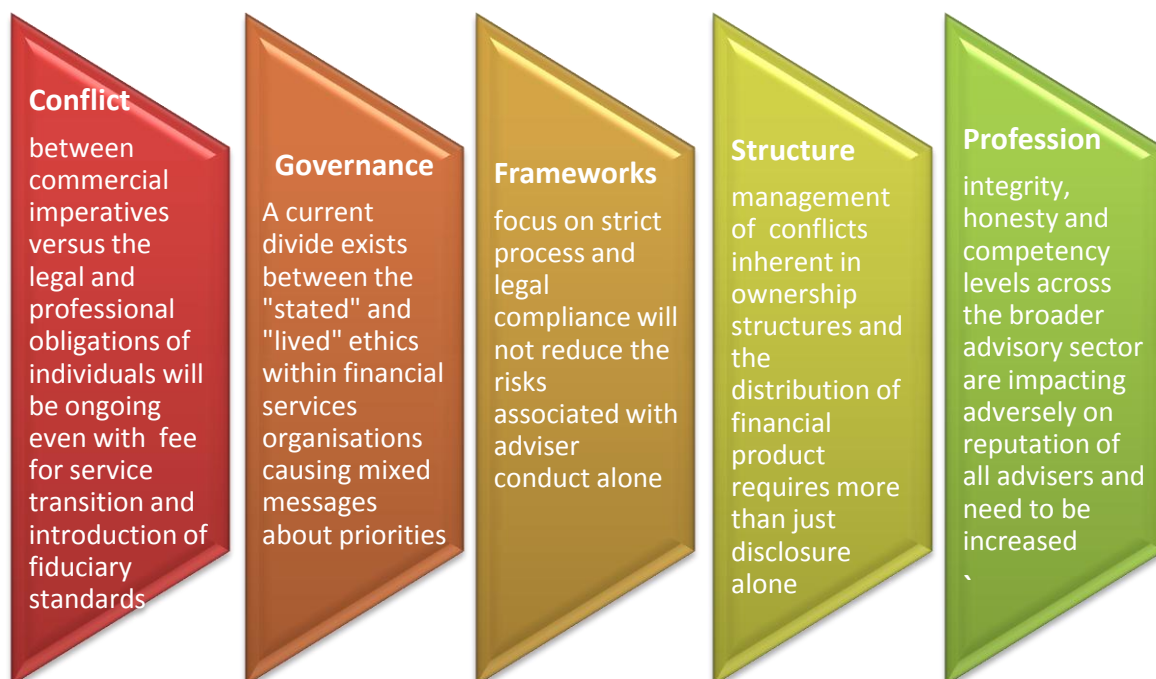 Conflict
between
commercial
imperatives
versus the
legal and
professional
obligations of
individuals will
be ongoing
even with  fee
for service
transition and
introduction of
fiduciary
standards
Governance
A current
divide exists
between the
"stated" and
"lived" ethics
within financial
services
organisations
causing mixed
messages
about priorities
Frameworks
focus on strict
process and
legal
compliance will
not reduce the
risks
associated with
adviser
conduct alone
Structure
management
of  conflicts
inherent in
ownership
structures and
the
distribution of
financial
product
requires more
than just
disclosure
alone
Profession
integrity,
honesty and
competency
levels across
the broader
advisory sector
are impacting
adversely on
reputation of
all advisers and
need to be
increased
`